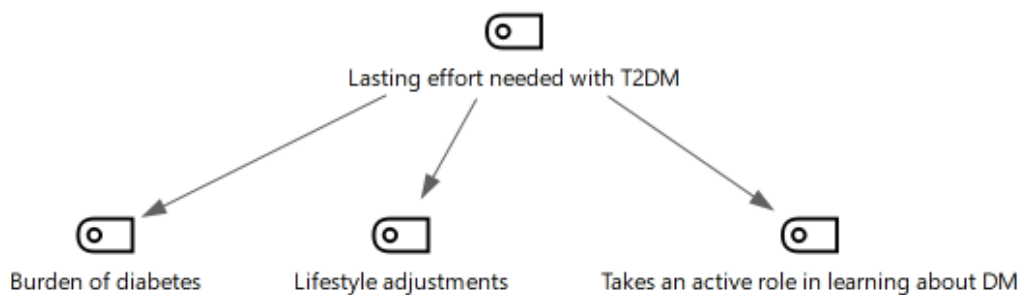 Lasting effort needed with T2DM
Burden of diabetes
Lifestyle adjustments
Takes an active role in learning about DM